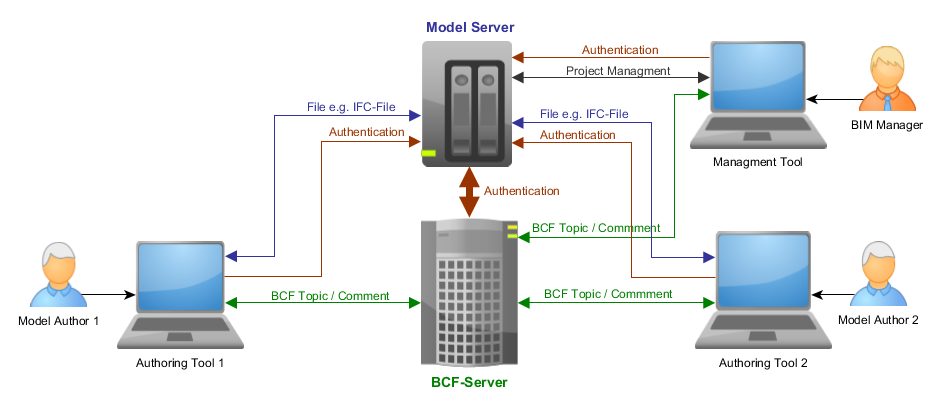 Model Server
Authentication
Project Managment
File e.g. IFC-File
File e.g. IFC-File
Authentication
Authentication
BIM Manager
Managment Tool
Authentication
BCF Topic / Commment
BCF Topic / Comment
BCF Topic / Commment
Model Author 1
Model Author 2
Authoring Tool 1
Authoring Tool 2
BCF-Server